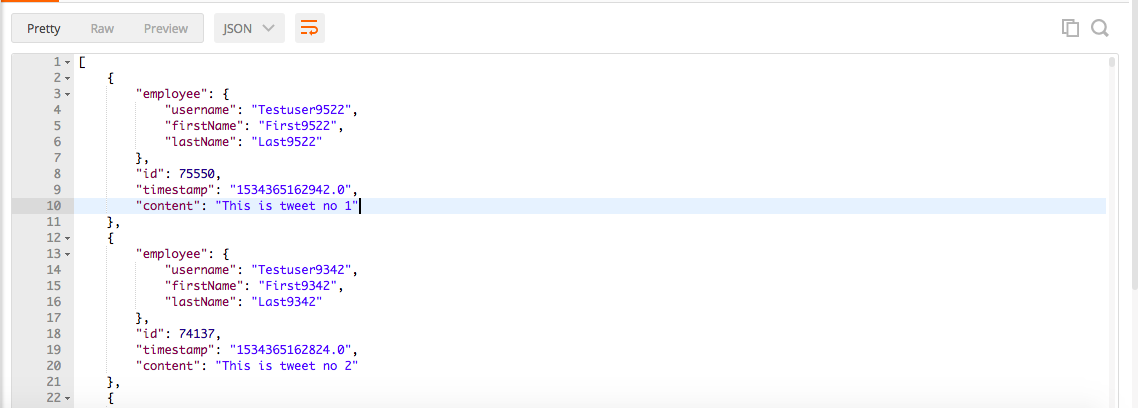 Pretty Raw Preview JSON
1 [
2 {
3 "employee": {
4 "username": "Testuser9522",
5 "firstName": "First9522",
6 "lastName": "Last9522"
7 },
8 "id": 75550,
9 "timestamp": "1534365162942.0",
10 "content": "This is tweet no 1"
11 },
12 {
13 "employee": {
14 "username": "Testuser9342",
15 "firstName": "First9342",
16 "lastName": "Last9342"
17 },
18 "id": 74137,
19 "timestamp": "1534365162824.0",
20 "content": "This is tweet no 2"
21 },
22 {